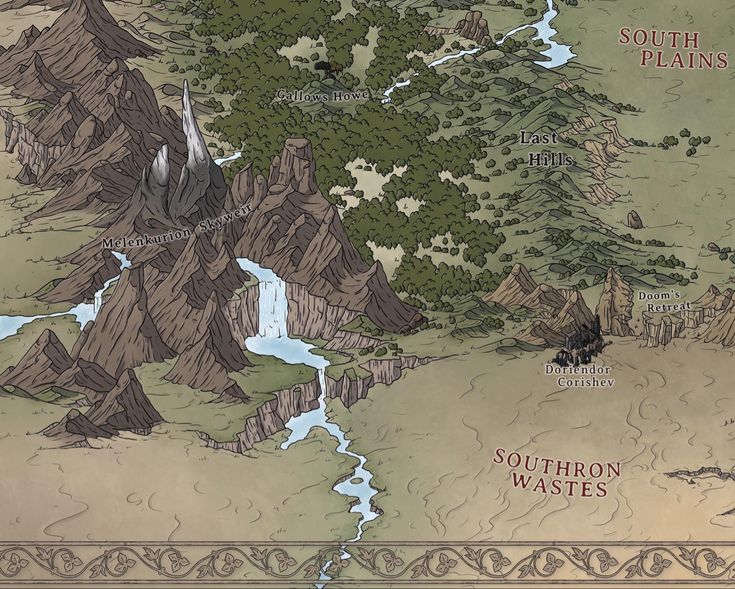 SOUTH
PLAINS
Gallows Howe
Last
Hills
Melenkurion Skyweir
Doom's
Retreat
Doriendor
Corishev
SOUTHRON
WASTES